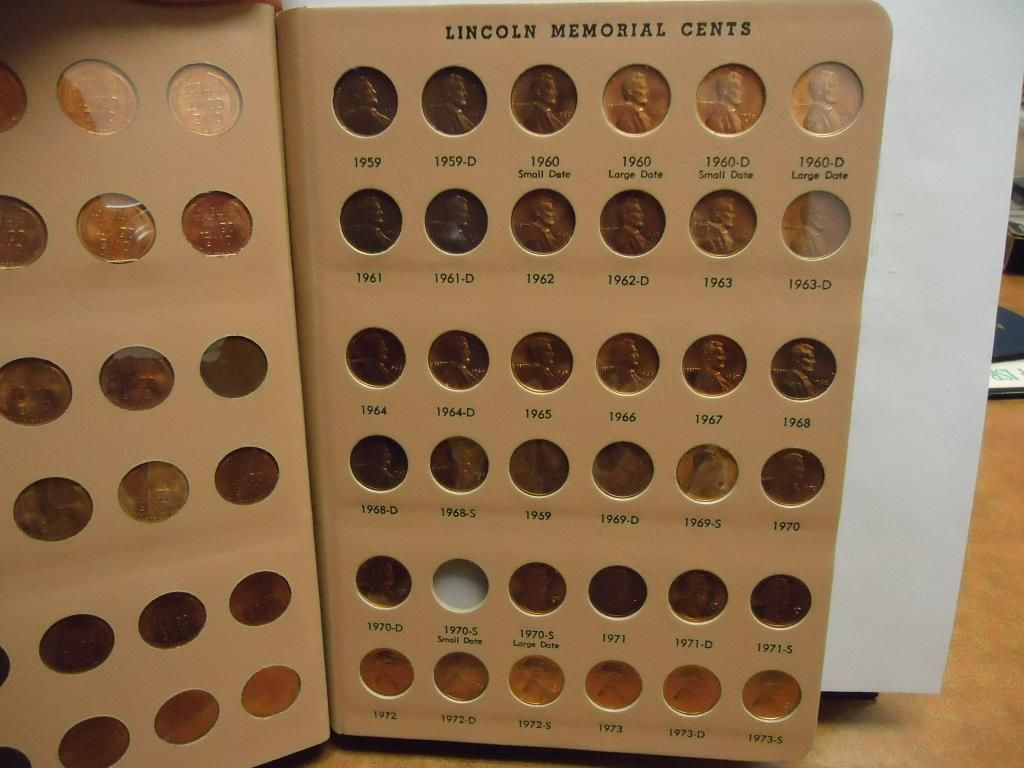 LINCOLN MEMORIAL CENTS
1959 1959-D 1960 1960 1960-D 1960-D
Small Date Large Date Small Date Large Date
1961 1961-D 1962 1962-D 1963 1963-D
1964 1964-D 1965 1966 1967 1968
1968-D 1968-S 1969 1969-D 1969-S 1970
1970-D 1970-S 1970-S 1971 1971-D 1971-S
Small Date Large Date
1972 1972-D 1972-S 1973 1973-D 1973-S